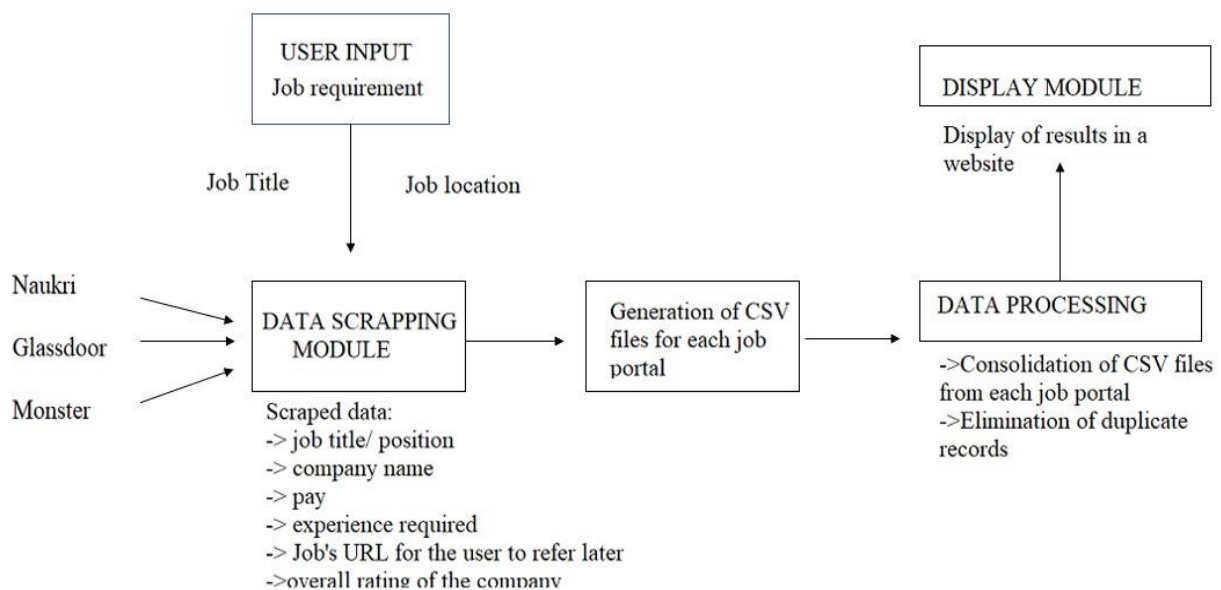 USER INPUT
Job requirement
DISPLAY MODULE
Display of results in a
website
Job Title
Job location
Naukri
Glassdoor
Monster
DATA SCRAPPING
MODULE
Generation of CSV
files for each job
portal
DATA PROCESSING
->Consolidation of CSV files
from each job portal
->Elimination of duplicate
records
Scraped data:
-> job title/ position
-> company name
-> pay
-> experience required
-> Job's URL for the user to refer later
->overall rating of the company